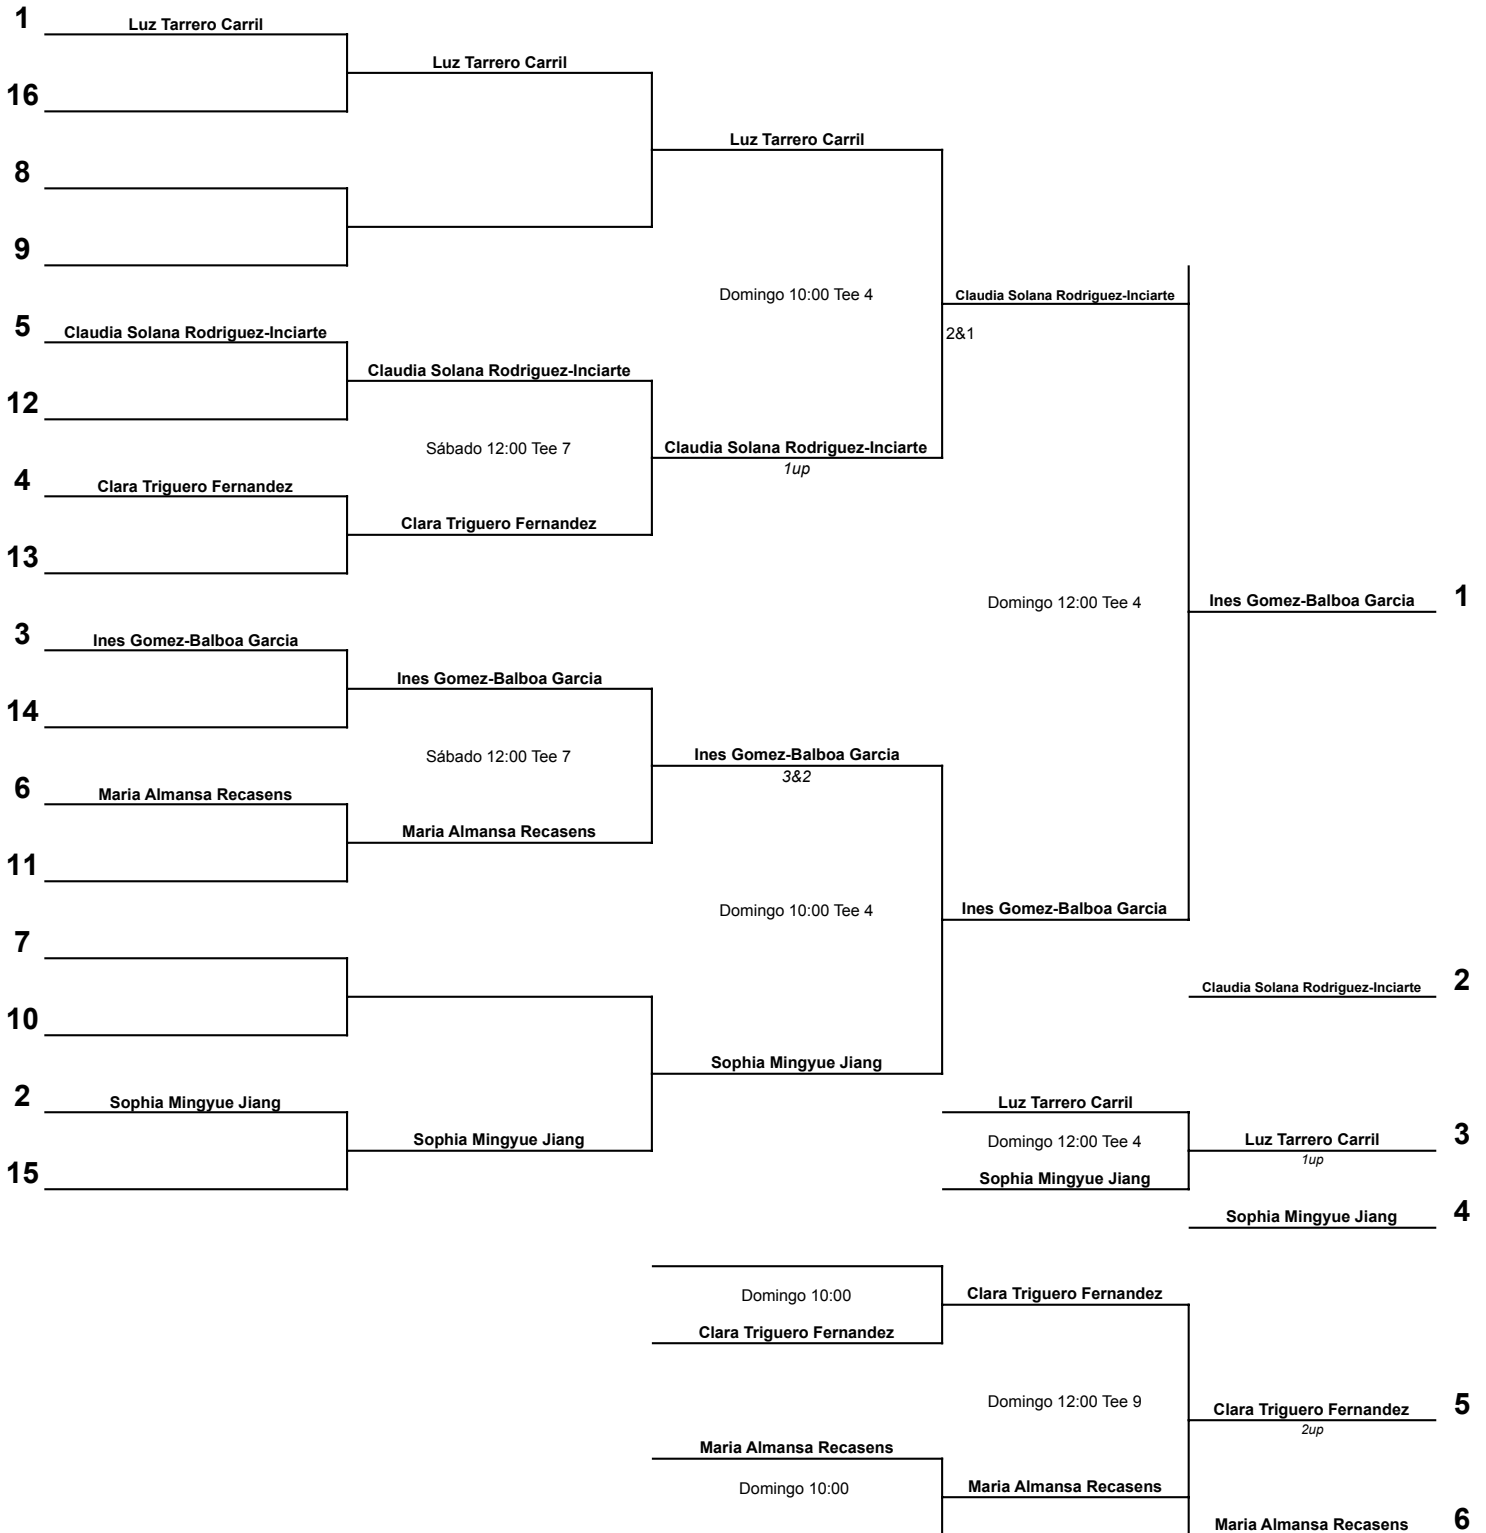 1
Luz Tarrero Carril
Luz Tarrero Carril
16
Luz Tarrero Carril
8
9
Domingo 10:00 Tee 4
Claudia Solana Rodriguez-Inciarte
5
Claudia Solana Rodriguez-Inciarte
2&1
Claudia Solana Rodriguez-Inciarte
12
Sábado 12:00 Tee 7
Claudia Solana Rodriguez-Inciarte
1up
4
Clara Triguero Fernandez
Clara Triguero Fernandez
13
Domingo 12:00 Tee 4
Ines Gomez-Balboa Garcia
1
3
Ines Gomez-Balboa Garcia
Ines Gomez-Balboa Garcia
14
Sábado 12:00 Tee 7
Ines Gomez-Balboa Garcia
3&2
6
Maria Almansa Recasens
Maria Almansa Recasens
11
Domingo 10:00 Tee 4
Ines Gomez-Balboa Garcia
7
Claudia Solana Rodriguez-Inciarte
2
10
Sophia Mingyue Jiang
2
Sophia Mingyue Jiang
Luz Tarrero Carril
Sophia Mingyue Jiang
Domingo 12:00 Tee 4
Luz Tarrero Carril
3
1up
15
Sophia Mingyue Jiang
Sophia Mingyue Jiang
4
Domingo 10:00
Clara Triguero Fernandez
Clara Triguero Fernandez
Domingo 12:00 Tee 9
Clara Triguero Fernandez
5
2up
Maria Almansa Recasens
Domingo 10:00
Maria Almansa Recasens
Maria Almansa Recasens
6